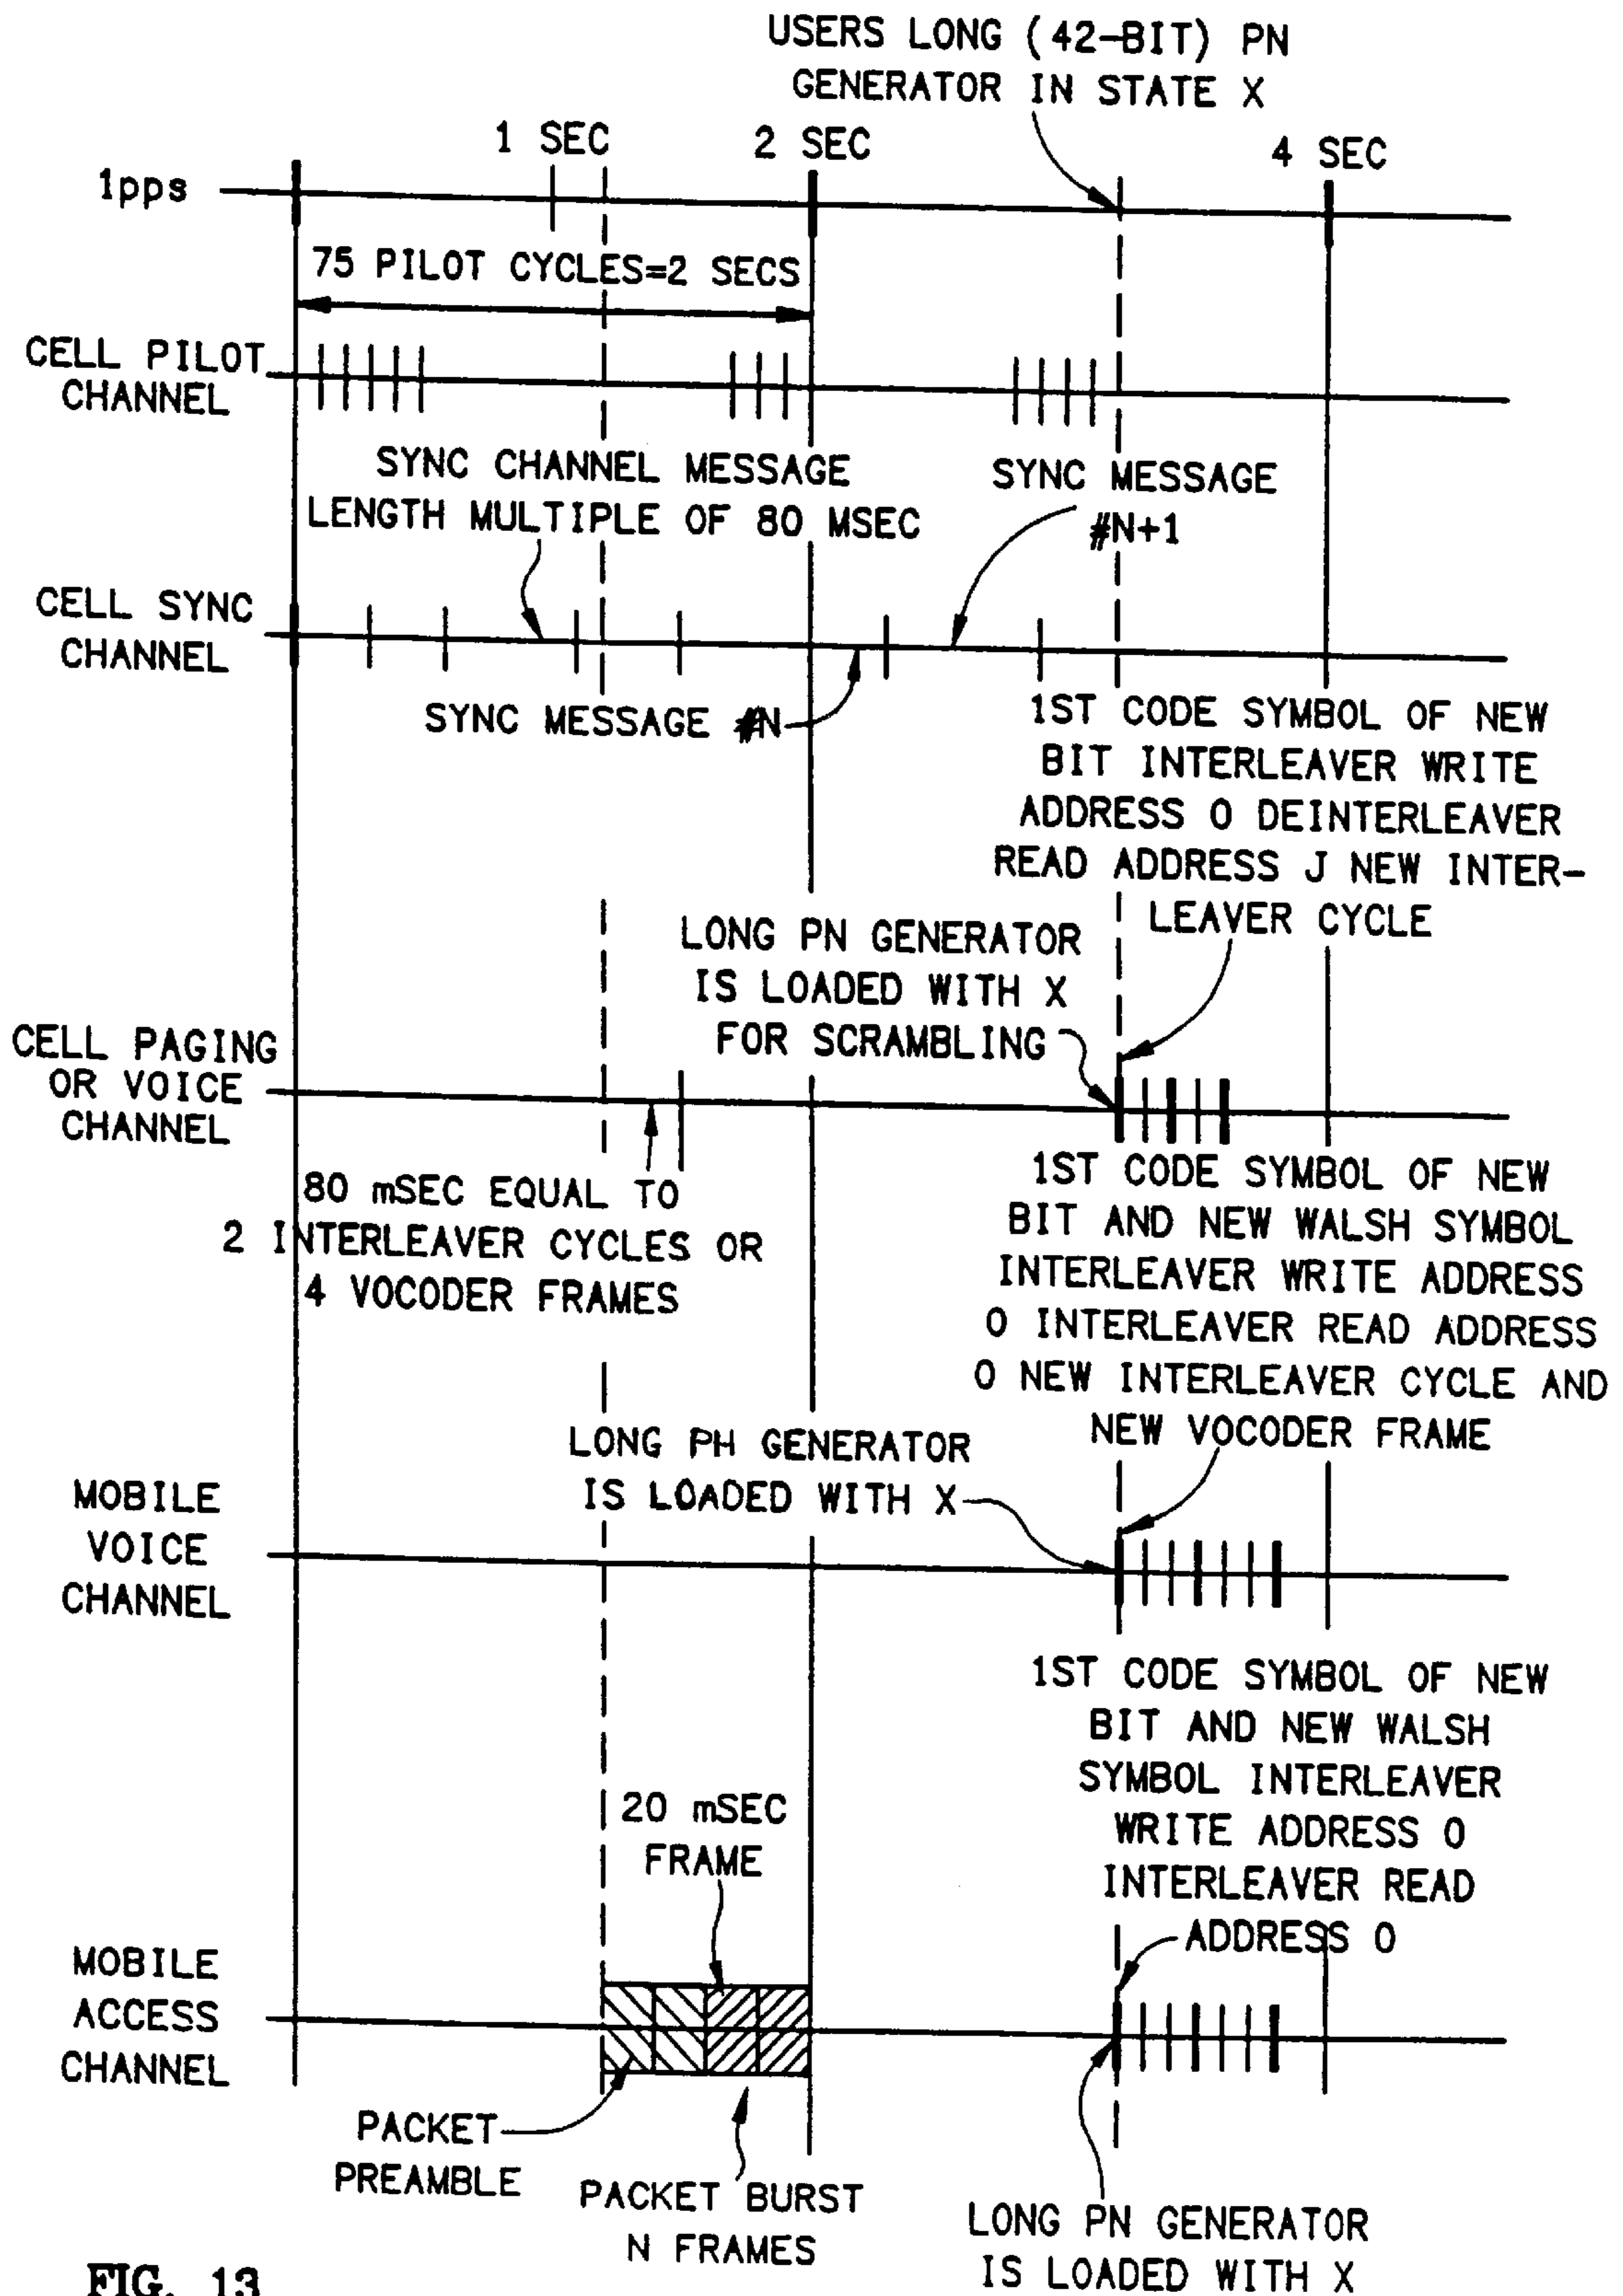 USERS LONG (42-BIT) PN
GENERATOR IN STATE X
1 SEC
2 SEC
4 SEC
1pps
75 PILOT CYCLES=2 SECS
CELL PILOT
CHANNEL
SYNC CHANNEL MESSAGE
LENGTH MULTIPLE OF 80 MSEC
SYNC MESSAGE
#N+1
CELL SYNC
CHANNEL
SYNC MESSAGE #N
1ST CODE SYMBOL OF NEW
BIT INTERLEAVER WRITE
ADDRESS 0 DEINTERLEAVER
READ ADDRESS J NEW INTER-
LEAVER CYCLE
LONG PN GENERATOR
IS LOADED WITH X
FOR SCRAMBLING
CELL PAGING
OR VOICE
CHANNEL
80 mSEC EQUAL TO
2 INTERLEAVER CYCLES OR
4 VOCODER FRAMES
1ST CODE SYMBOL OF NEW
BIT AND NEW WALSH SYMBOL
INTERLEAVER WRITE ADDRESS
0 INTERLEAVER READ ADDRESS
0 NEW INTERLEAVER CYCLE AND
NEW VOCODER FRAME
LONG PH GENERATOR
IS LOADED WITH X
MOBILE
VOICE
CHANNEL
1ST CODE SYMBOL OF NEW
BIT AND NEW WALSH
SYMBOL INTERLEAVER
WRITE ADDRESS 0
INTERLEAVER READ
ADDRESS 0
20 mSEC
FRAME
MOBILE
ACCESS
CHANNEL
PACKET
PREAMBLE
PACKET BURST
N FRAMES
LONG PN GENERATOR
IS LOADED WITH X
FIG. 13